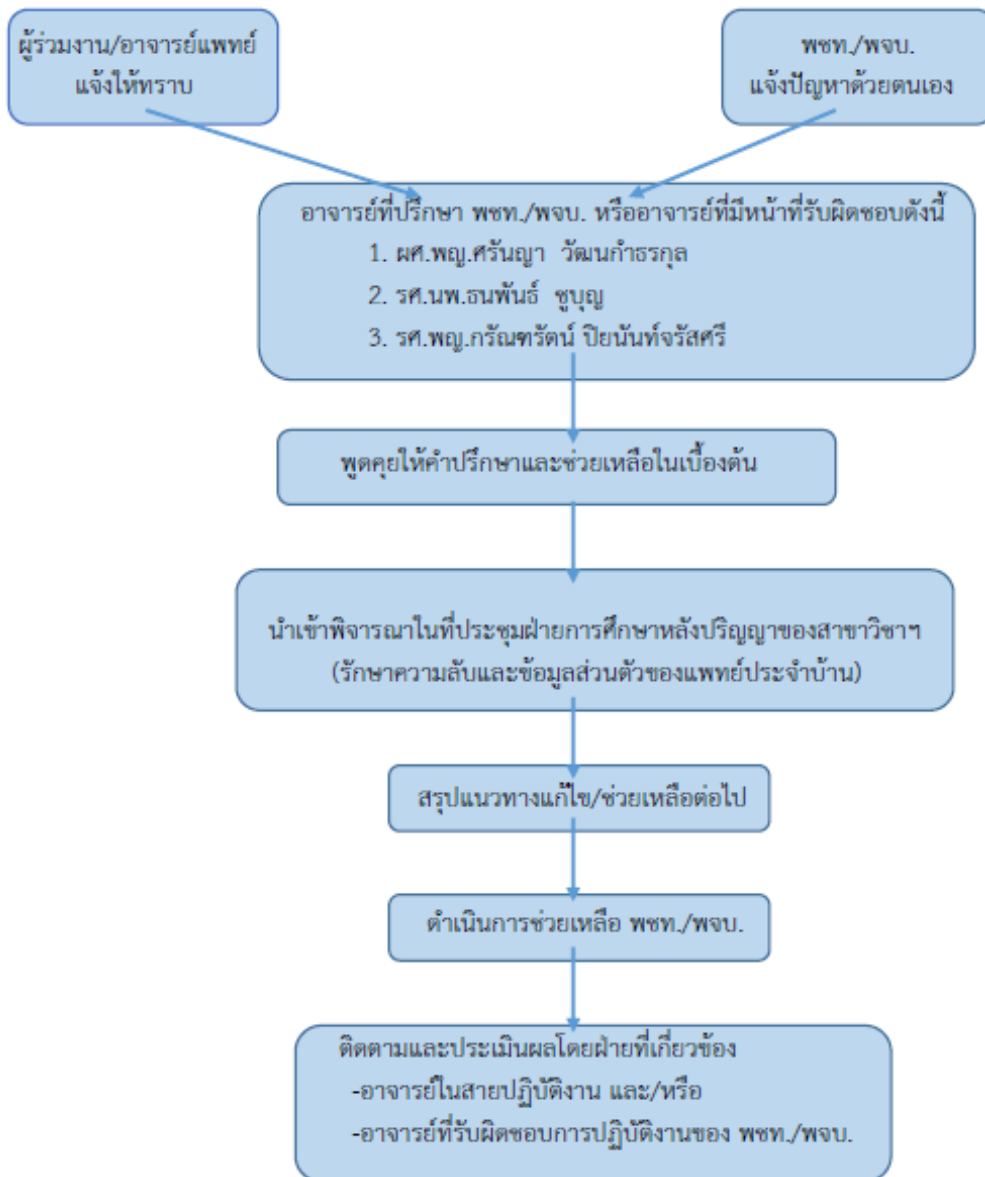 ผู้ร่วมงาน/อาจารย์แพทย์
แจ้งให้ทราบ
พชท./พจบ.
แจ้งปัญหาด้วยตนเอง
อาจารย์ที่ปรึกษา พชท./พจบ. หรืออาจารย์ที่มีหน้าที่รับผิดชอบดังนี้
1. ผศ.พญ.ศรันญา วัฒนกำธรกุล
2. รศ.นพ.ธนพันธ์ ชูบุญ
3. รศ.พญ.กรัณฑรัตน์ ปิยนันท์จรัสศรี
พูดคุยให้คำปรึกษาและช่วยเหลือในเบื้องต้น
นำเข้าพิจารณาในที่ประชุมฝ่ายการศึกษาหลังปริญญาของสาขาวิชาฯ
(รักษาความลับและข้อมูลส่วนตัวของแพทย์ประจำบ้าน)
สรุปแนวทางแก้ไข/ช่วยเหลือต่อไป
ดำเนินการช่วยเหลือ พชท./พจบ.
ติดตามและประเมินผลโดยฝ่ายที่เกี่ยวข้อง
-อาจารย์ในสายปฏิบัติงาน และ/หรือ
-อาจารย์ที่รับผิดชอบการปฏิบัติงานของ พชท./พจบ.